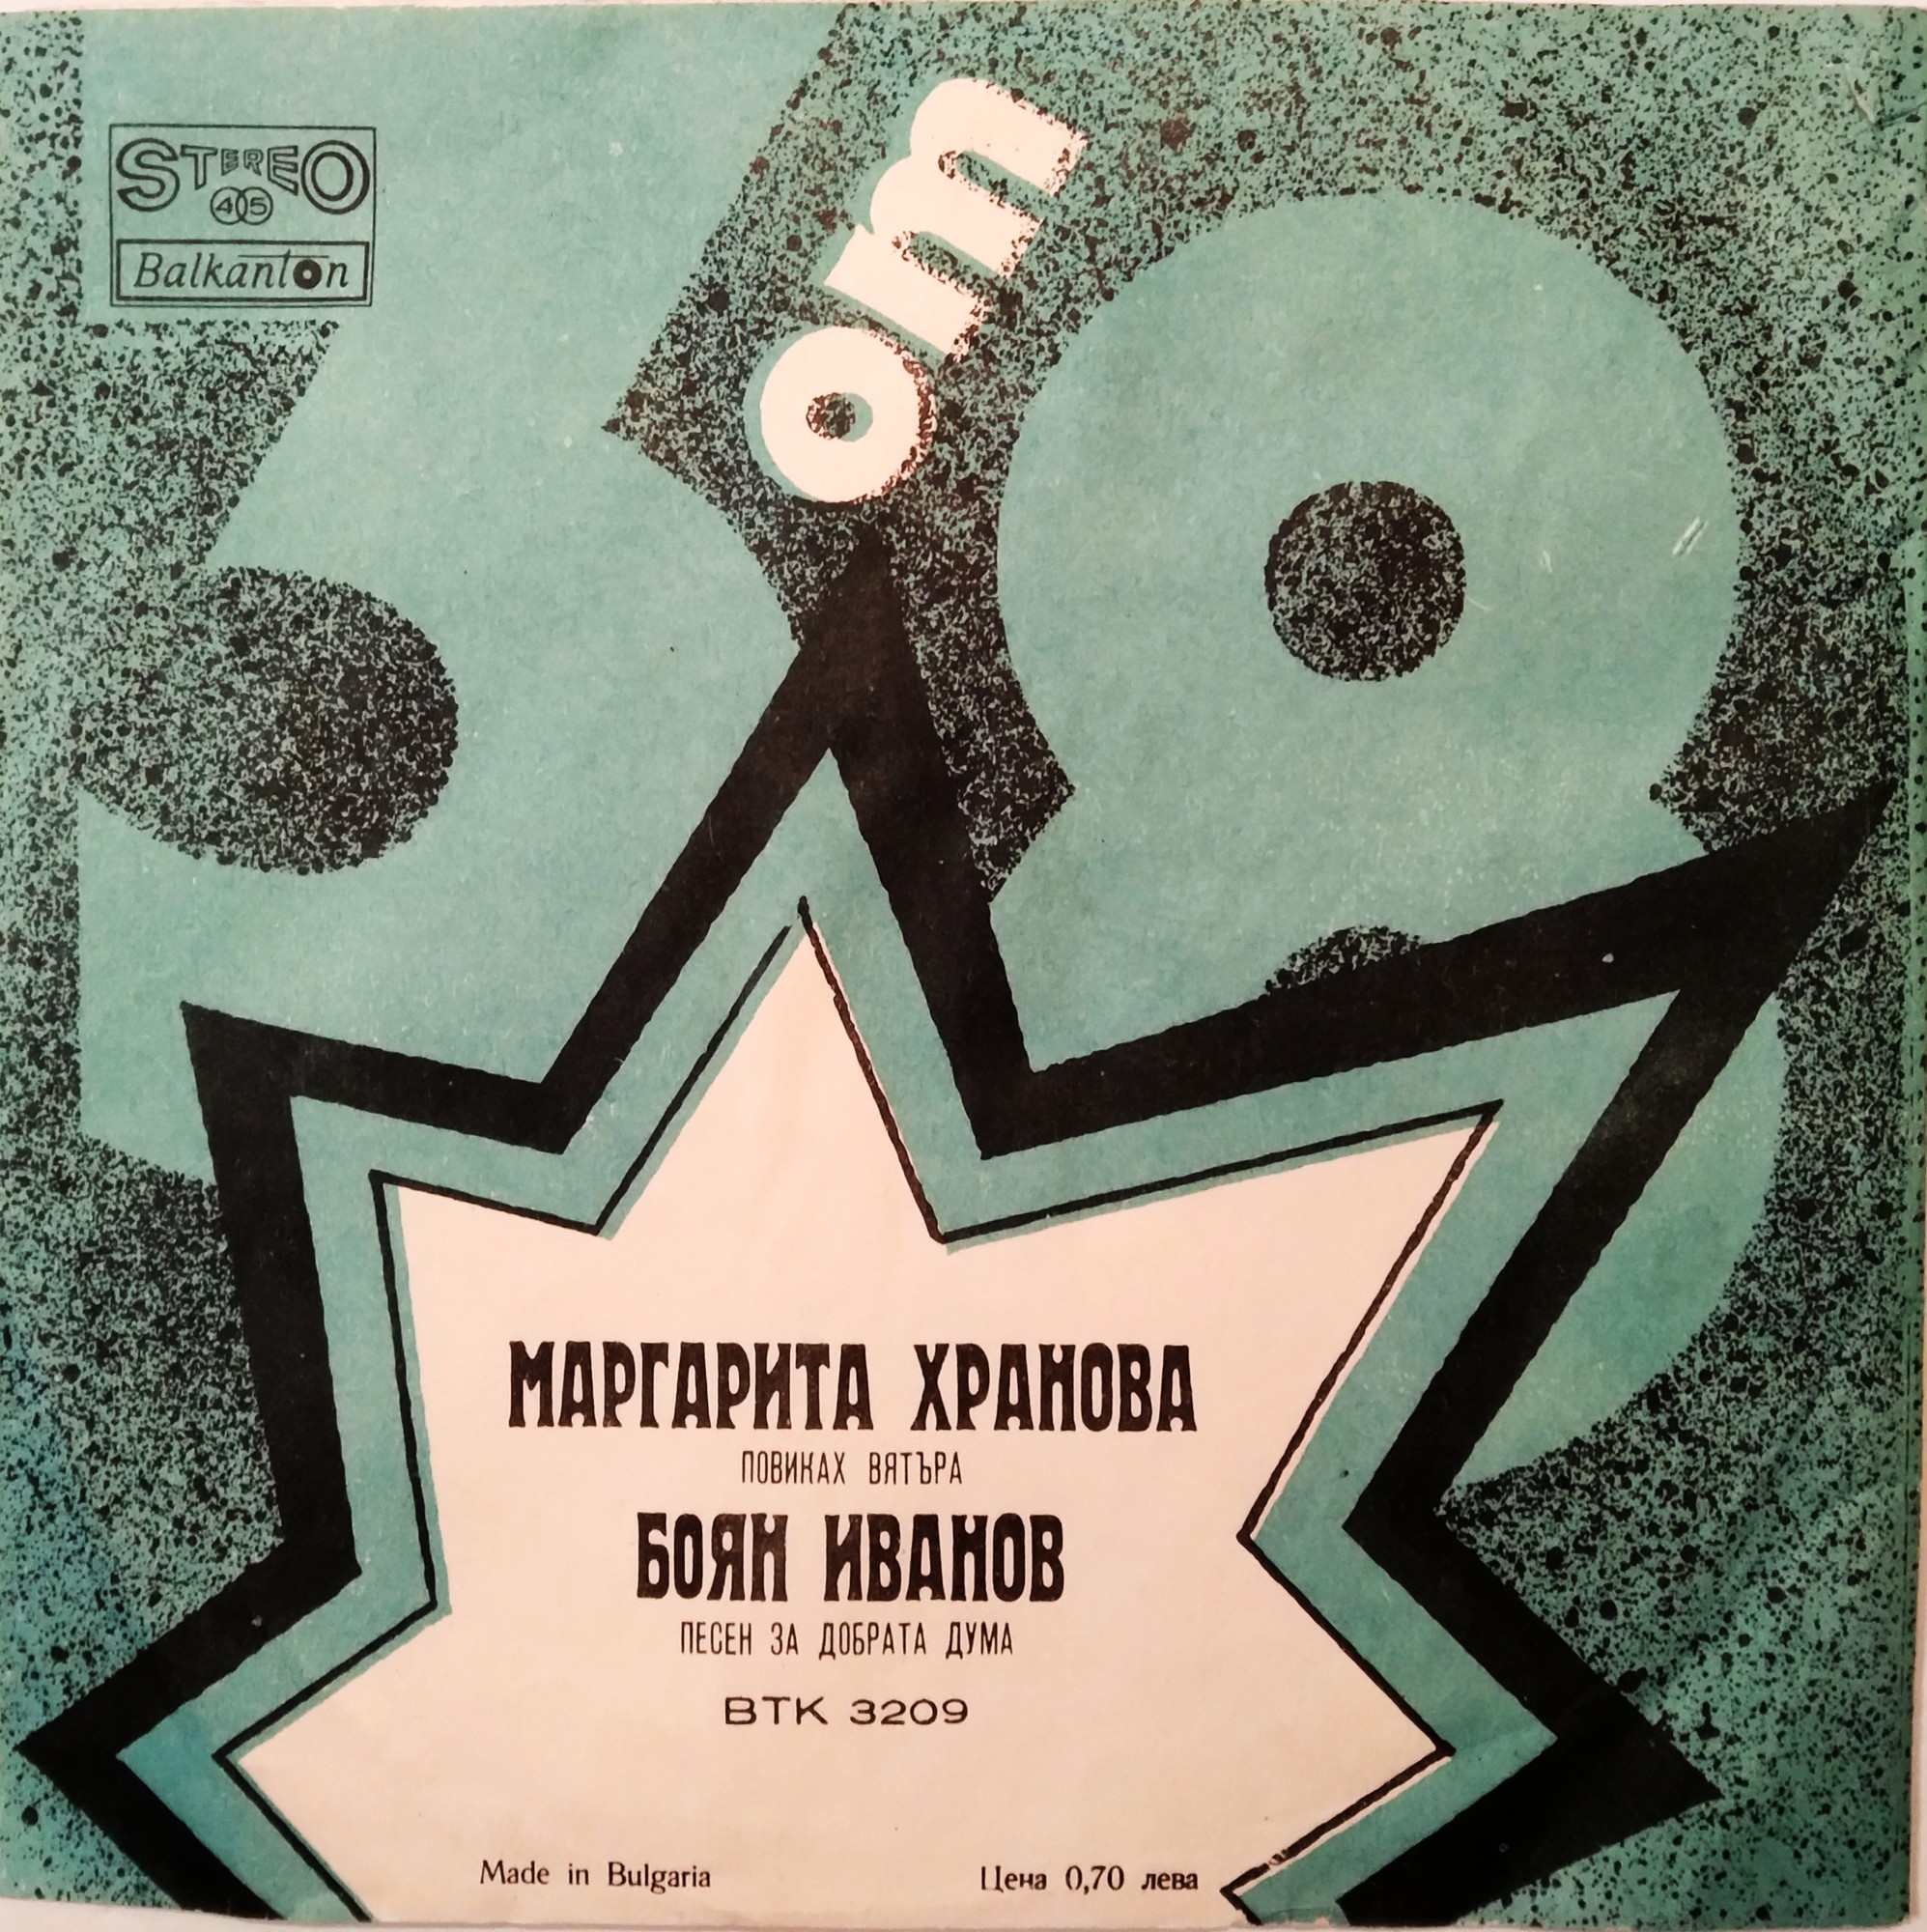 STEREO
45
Balkanton
от
МАРГАРИТА ХРАНОВА
ПОВИКАХ ВЯТЪРА
БОЯН ИВАНОВ
ПЕСЕН ЗА ДОБРАТА ДУМА
ВТК 3209
Made in Bulgaria
Цена 0,70 лева